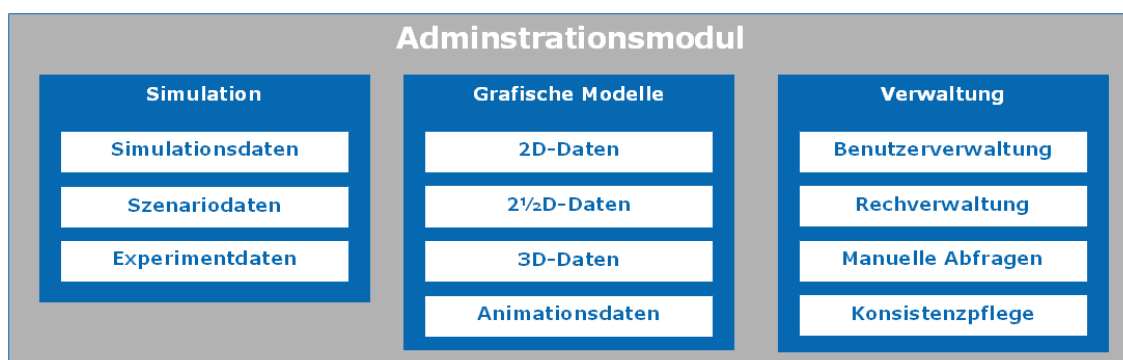 Adminstrationsmodul
Simulation
Simulationsdaten
Szenariodaten
Experimentdaten
Grafische Modelle
2D-Daten
2½D-Daten
3D-Daten
Animationsdaten
Verwaltung
Benutzerverwaltung
Rechverwaltung
Manuelle Abfragen
Konsistenzpflege